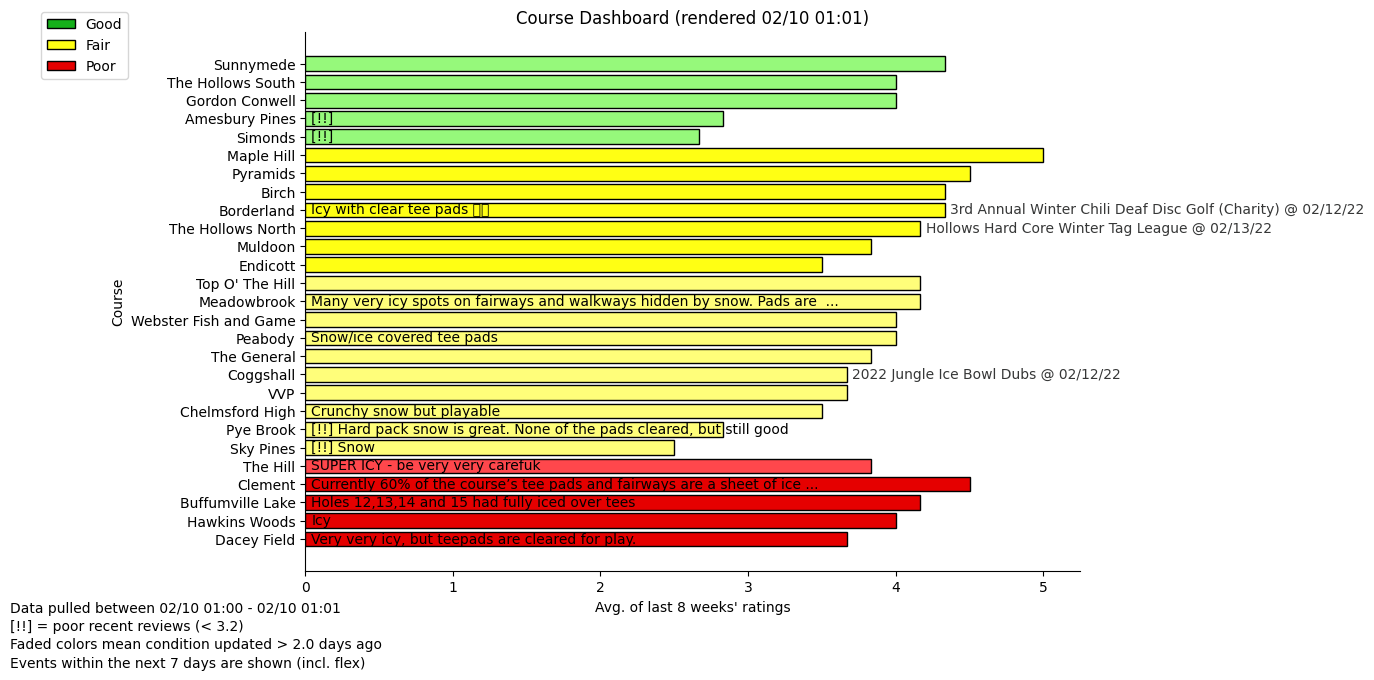 Good
Fair
Poor
Course Dashboard (rendered 02/10 01:01)
Course
Sunnymede
The Hollows South
Gordon Conwell
Amesbury Pines [!!]
Simonds [!!]
Maple Hill
Pyramids
Birch
Borderland Icy with clear tee pads 3rd Annual Winter Chili Deaf Disc Golf (Charity) @ 02/12/22
The Hollows North Hollows Hard Core Winter Tag League @ 02/13/22
Muldoon
Endicott
Top O' The Hill
Meadowbrook Many very icy spots on fairways and walkways hidden by snow. Pads are  ...
Webster Fish and Game
Peabody Snow/ice covered tee pads
The General
Coggshall 2022 Jungle Ice Bowl Dubs @ 02/12/22
VVP
Chelmsford High Crunchy snow but playable
Pye Brook [!!] Hard pack snow is great. None of the pads cleared, but still good
Sky Pines [!!] Snow
The Hill SUPER ICY - be very very carefuk
Clement Currently 60% of the course's tee pads and fairways are a sheet of ice ...
Buffumville Lake Holes 12,13,14 and 15 had fully iced over tees
Hawkins Woods Icy
Dacey Field Very very icy, but teepads are cleared for play.
0 1 2 3 4 5
Avg. of last 8 weeks' ratings
Data pulled between 02/10 01:00 - 02/10 01:01
[!!] = poor recent reviews (< 3.2)
Faded colors mean condition updated > 2.0 days ago
Events within the next 7 days are shown (incl. flex)